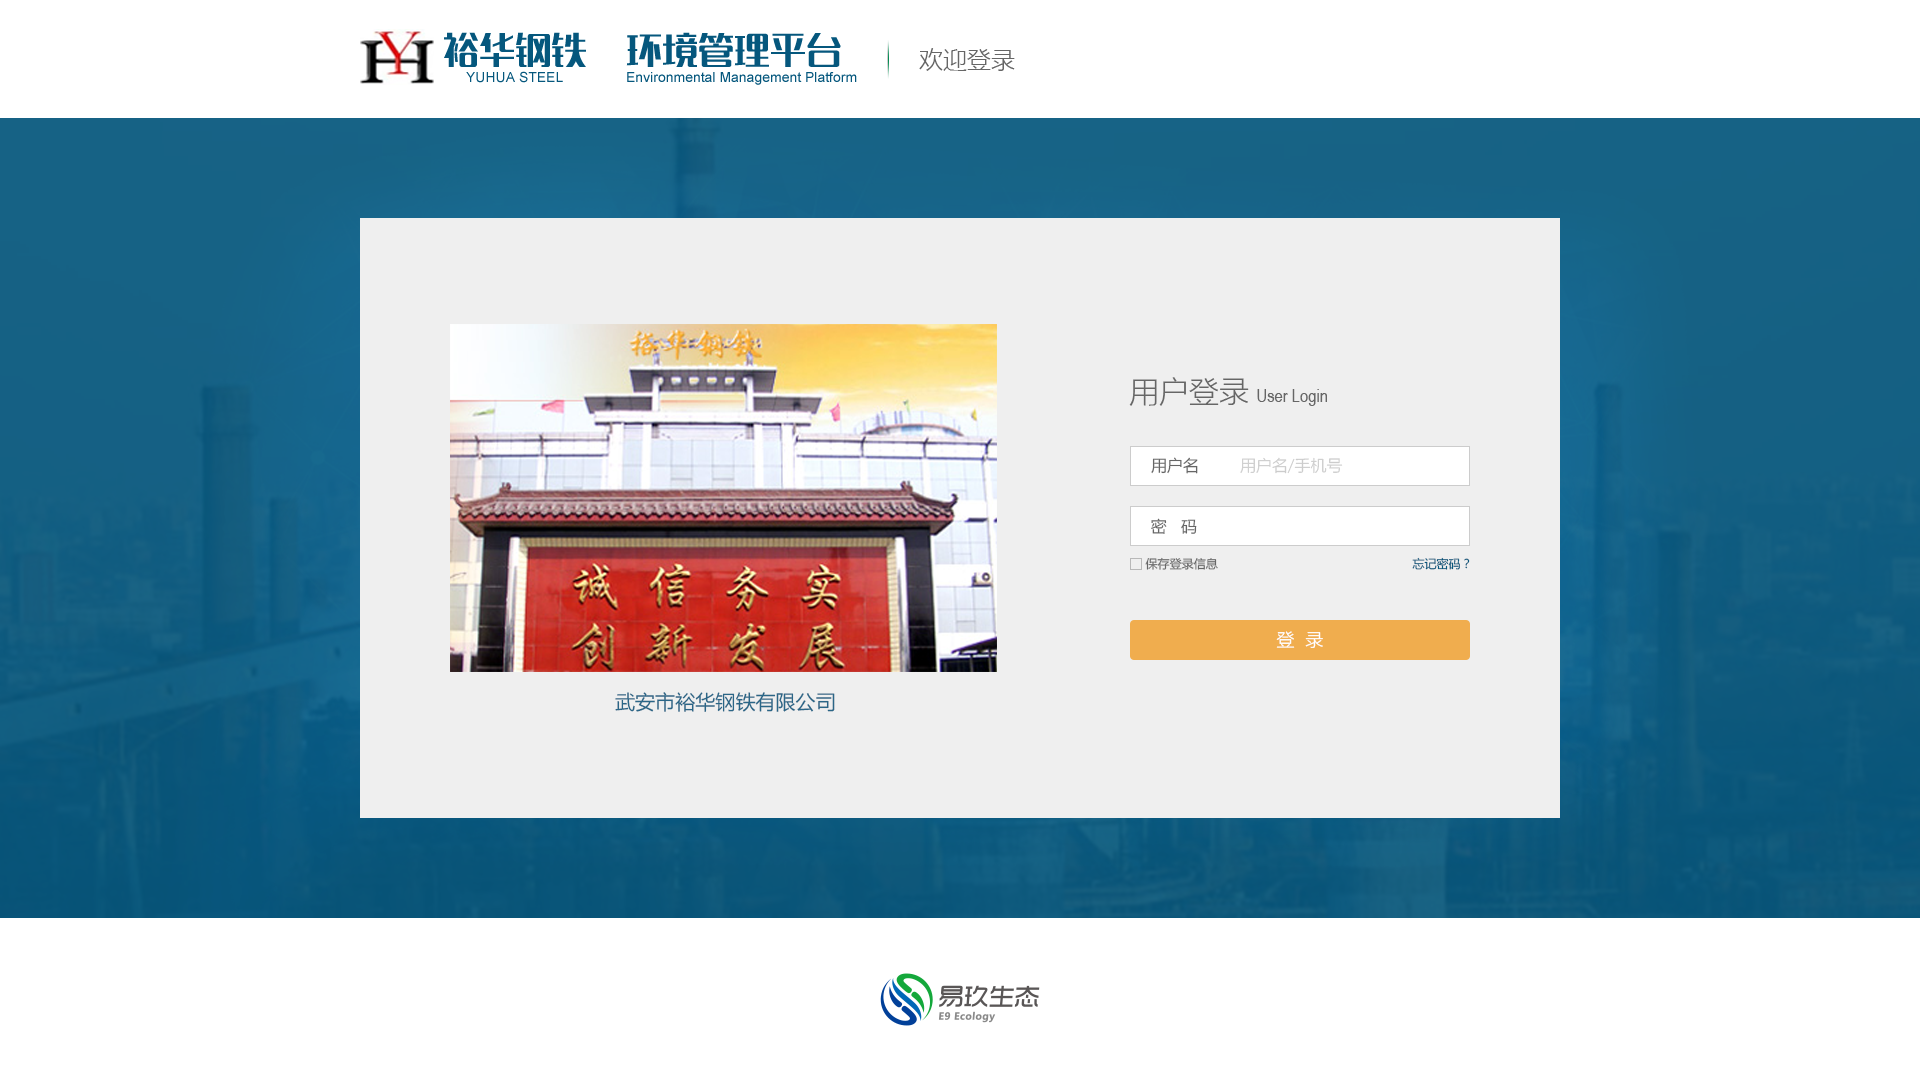 YH 裕华钢铁 环境管理平台 欢迎登录
YUHUA STEEL Environmental Management Platform
裕华钢铁
诚信务实
创新发展
武安市裕华钢铁有限公司
用户登录 User Login
用户名 用户名/手机号
密 码
保存登录信息 忘记密码？
登 录
易玖生态
E9 Ecology